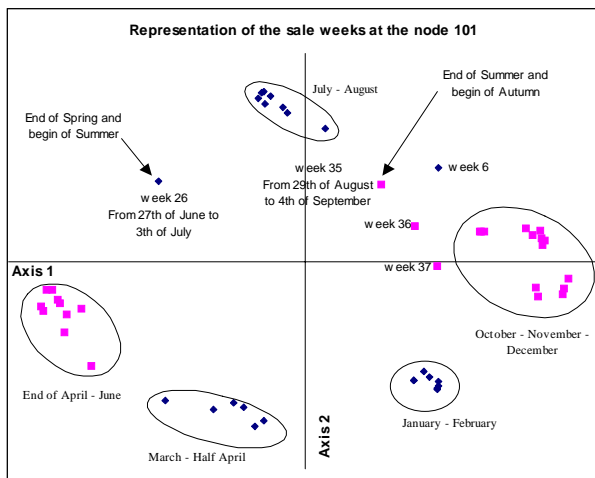 Representation of the sale weeks at the node 101
July - August
End of Summer and
begin of Autumn
End of Spring and
begin of Summer
week 35
From 29th of August
to 4th of September
week 6
week 26
From 27th of June to
3th of July
week 36
week 37
Axis 1
October - November -
December
End of April - June
January - February
March - Half April
Axis 2